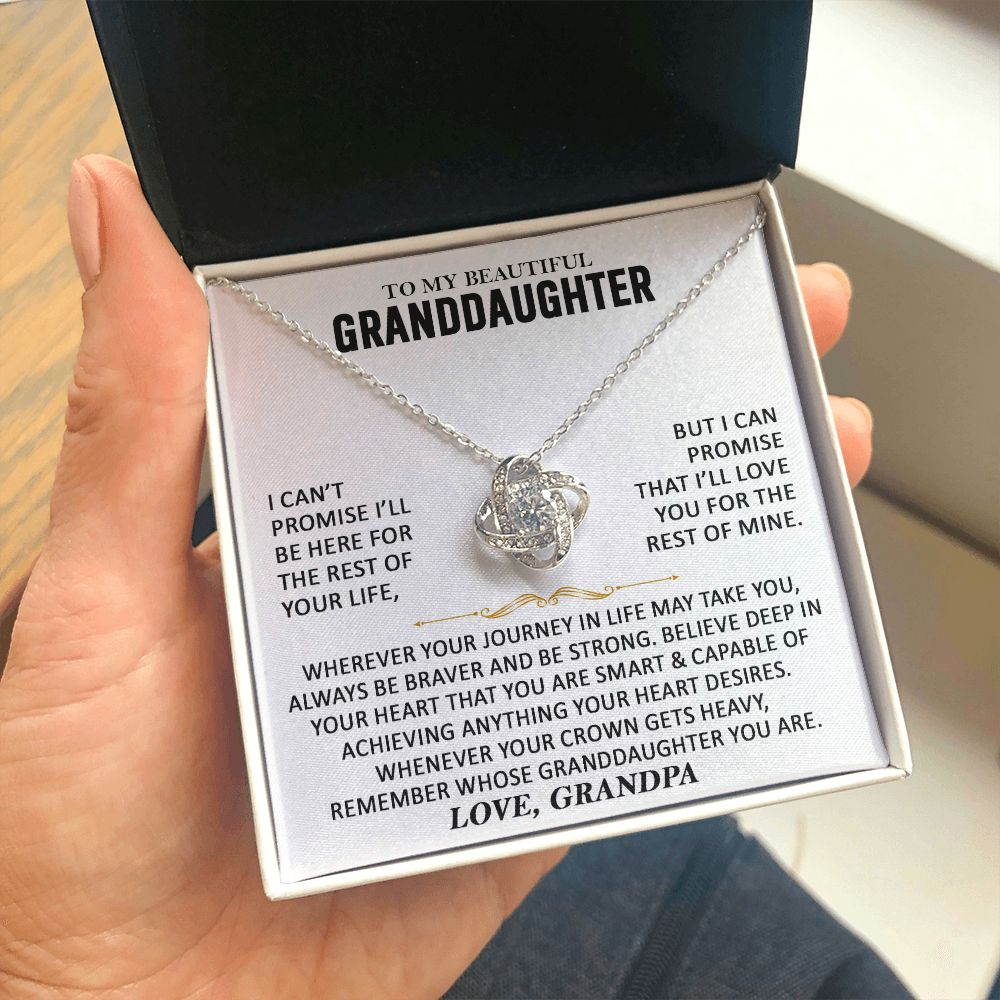 TO MY BEAUTIFUL
GRANDDAUGHTER
I CAN'T
PROMISE I'LL
BE HERE FOR
THE REST OF
YOUR LIFE,
BUT I CAN
PROMISE
THAT I'LL LOVE
YOU FOR THE
REST OF MINE.
WHEREVER YOUR JOURNEY IN LIFE MAY TAKE YOU,
ALWAYS BE BRAVER AND BE STRONG. BELIEVE DEEP IN
YOUR HEART THAT YOU ARE SMART & CAPABLE OF
ACHIEVING ANYTHING YOUR HEART DESIRES.
WHENEVER YOUR CROWN GETS HEAVY,
REMEMBER WHOSE GRANDDAUGHTER YOU ARE.
LOVE, GRANDPA